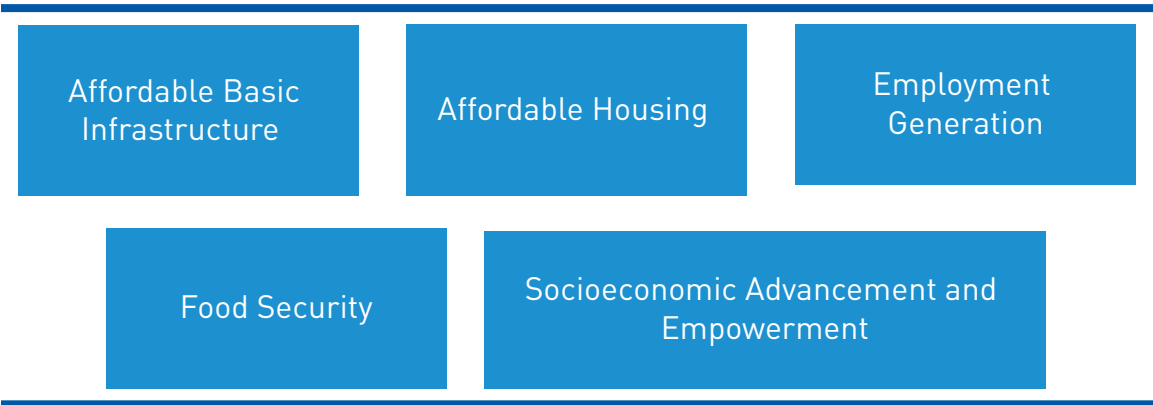 Affordable Basic
Infrastructure
Affordable Housing
Employment
Generation
Food Security
Socioeconomic Advancement and
Empowerment